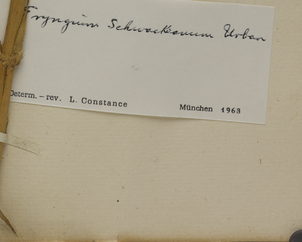 Eryngium Schwackeanum Urban
Determ. – rev. L. Constance München 1963